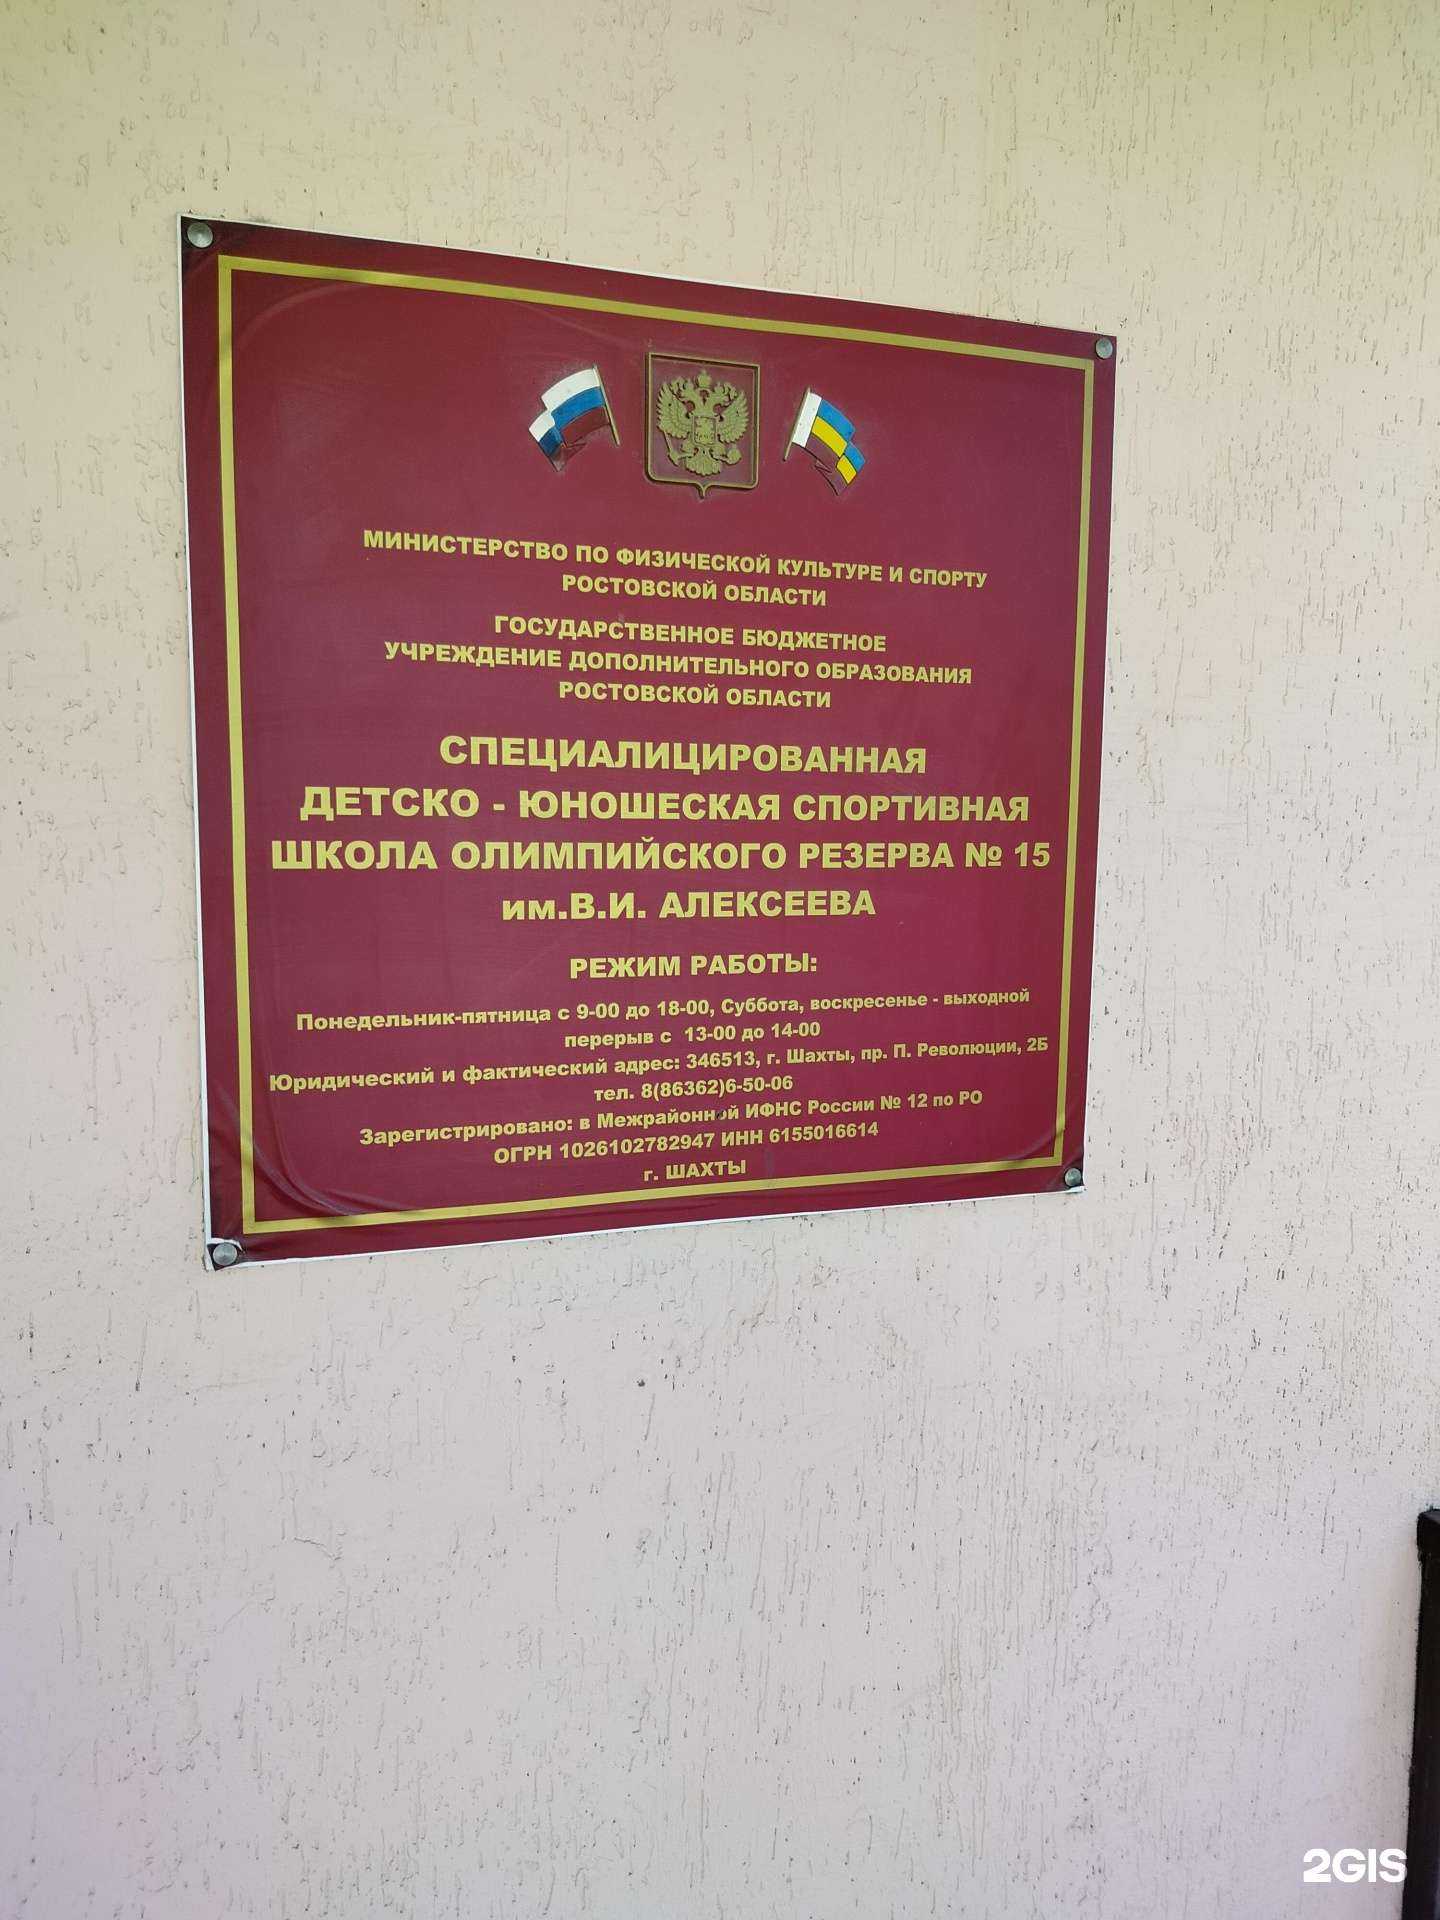 МИНИСТЕРСТВО ПО ФИЗИЧЕСКОЙ КУЛЬТУРЕ И СПОРТУ
РОСТОВСКОЙ ОБЛАСТИ
ГОСУДАРСТВЕННОЕ БЮДЖЕТНОЕ
УЧРЕЖДЕНИЕ ДОПОЛНИТЕЛЬНОГО ОБРАЗОВАНИЯ
РОСТОВСКОЙ ОБЛАСТИ
СПЕЦИАЛИЦИРОВАННАЯ
ДЕТСКО - ЮНОШЕСКАЯ СПОРТИВНАЯ
ШКОЛА ОЛИМПИЙСКОГО РЕЗЕРВА № 15
им.В.И. АЛЕКСЕЕВА
РЕЖИМ РАБОТЫ:
Понедельник-пятница с 9-00 до 18-00, Суббота, воскресенье - выходной
перерыв с 13-00 до 14-00
Юридический и фактический адрес: 346513, г. Шахты, пр. П. Революции, 2Б
тел. 8(86362)6-50-06
Зарегистрировано: в Межрайонной ИФНС России № 12 по РО
ОГРН 1026102782947 ИНН 6155016614
г. ШАХТЫ
2GIS